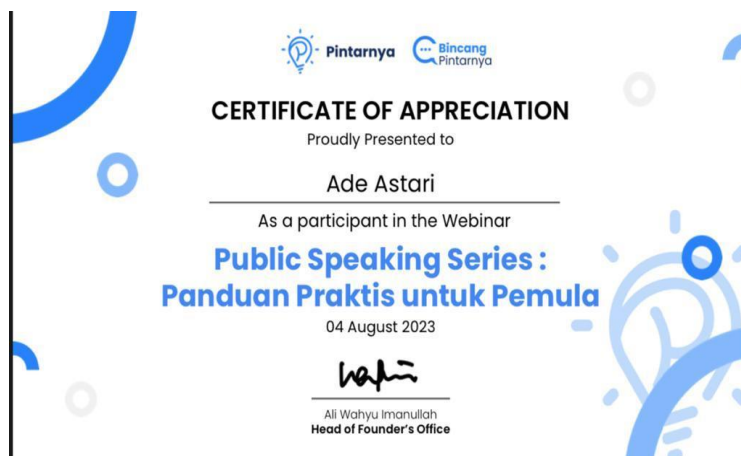 Pintarnya
Bincang
Pintarnya
CERTIFICATE OF APPRECIATION
Proudly Presented to
Ade Astari
As a participant in the Webinar
Public Speaking Series :
Panduan Praktis untuk Pemula
04 August 2023
Ali Wahyu Imanullah
Head of Founder's Office